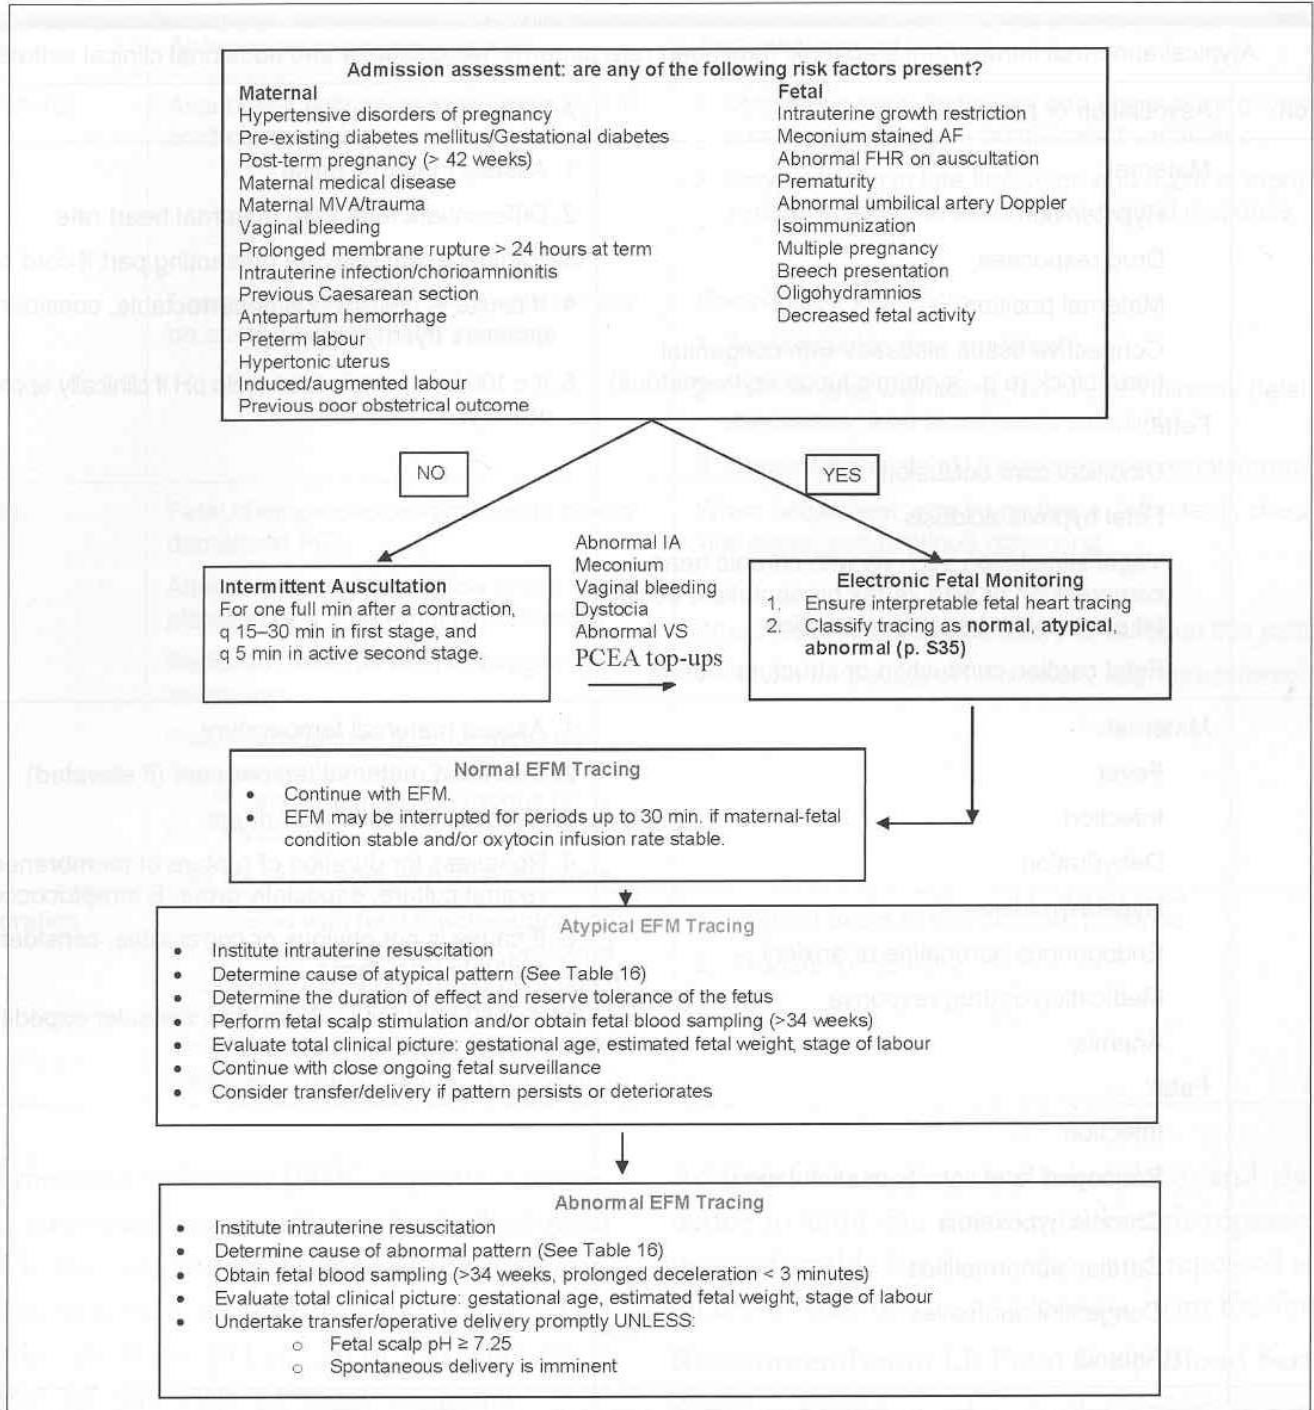 Admission assessment: are any of the following risk factors present?
Maternal
Hypertensive disorders of pregnancy
Pre-existing diabetes mellitus/Gestational diabetes
Post-term pregnancy (> 42 weeks)
Maternal medical disease
Maternal MVA/trauma
Vaginal bleeding
Prolonged membrane rupture > 24 hours at term
Intrauterine infection/chorioamnionitis
Previous Caesarean section
Antepartum hemorrhage
Preterm labour
Hypertonic uterus
Induced/augmented labour
Previous poor obstetrical outcome
Fetal
Intrauterine growth restriction
Meconium stained AF
Abnormal FHR on auscultation
Prematurity
Abnormal umbilical artery Doppler
Isoimmunization
Multiple pregnancy
Breech presentation
Oligohydramnios
Decreased fetal activity
NO
YES
Intermittent Auscultation
For one full min after a contraction,
q 15–30 min in first stage, and
q 5 min in active second stage.
Abnormal IA
Meconium
Vaginal bleeding
Dystocia
Abnormal VS
PCEA top-ups
Electronic Fetal Monitoring
1. Ensure interpretable fetal heart tracing
2. Classify tracing as normal, atypical,
abnormal (p. S35)
Normal EFM Tracing
• Continue with EFM.
• EFM may be interrupted for periods up to 30 min. if maternal-fetal
condition stable and/or oxytocin infusion rate stable.
Atypical EFM Tracing
• Institute intrauterine resuscitation
• Determine cause of atypical pattern (See Table 16)
• Determine the duration of effect and reserve tolerance of the fetus
• Perform fetal scalp stimulation and/or obtain fetal blood sampling (>34 weeks)
• Evaluate total clinical picture: gestational age, estimated fetal weight, stage of labour
• Continue with close ongoing fetal surveillance
• Consider transfer/delivery if pattern persists or deteriorates
Abnormal EFM Tracing
• Institute intrauterine resuscitation
• Determine cause of abnormal pattern (See Table 16)
• Obtain fetal blood sampling (>34 weeks, prolonged deceleration < 3 minutes)
• Evaluate total clinical picture: gestational age, estimated fetal weight, stage of labour
• Undertake transfer/operative delivery promptly UNLESS:
o Fetal scalp pH ≥ 7.25
o Spontaneous delivery is imminent